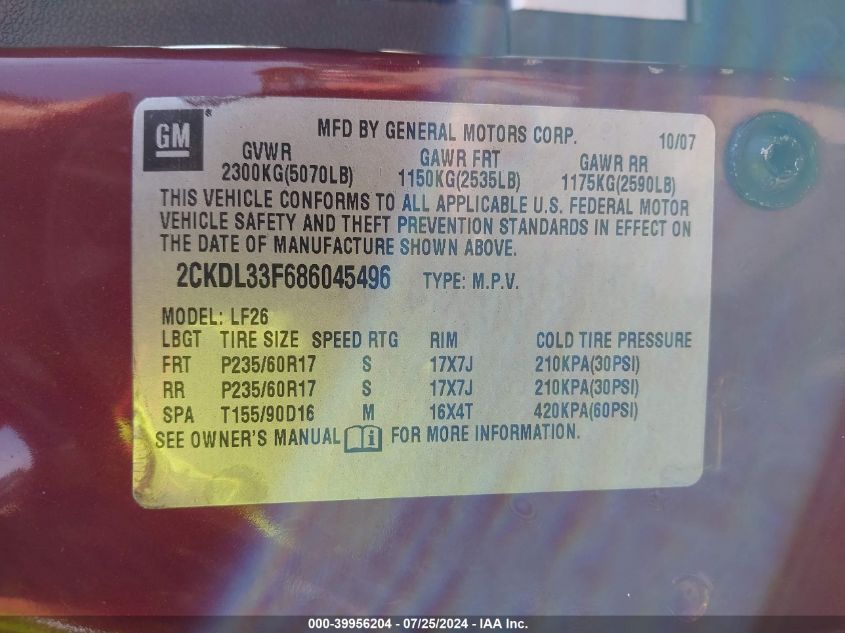 GM ®
MFD BY GENERAL MOTORS CORP. 10/07
GVWR GAWR FRT GAWR RR
2300KG(5070LB) 1150KG(2535LB) 1175KG(2590LB)
THIS VEHICLE CONFORMS TO ALL APPLICABLE U.S. FEDERAL MOTOR
VEHICLE SAFETY AND THEFT PREVENTION STANDARDS IN EFFECT ON
THE DATE OF MANUFACTURE SHOWN ABOVE.
2CKDL33F686045496 TYPE: M.P.V.
MODEL: LF26
LBGT TIRE SIZE SPEED RTG RIM COLD TIRE PRESSURE
FRT P235/60R17 S 17X7J 210KPA(30PSI)
RR P235/60R17 S 17X7J 210KPA(30PSI)
SPA T155/90D16 M 16X4T 420KPA(60PSI)
SEE OWNER'S MANUAL i FOR MORE INFORMATION.
000-39956204 - 07/25/2024 - IAA Inc.